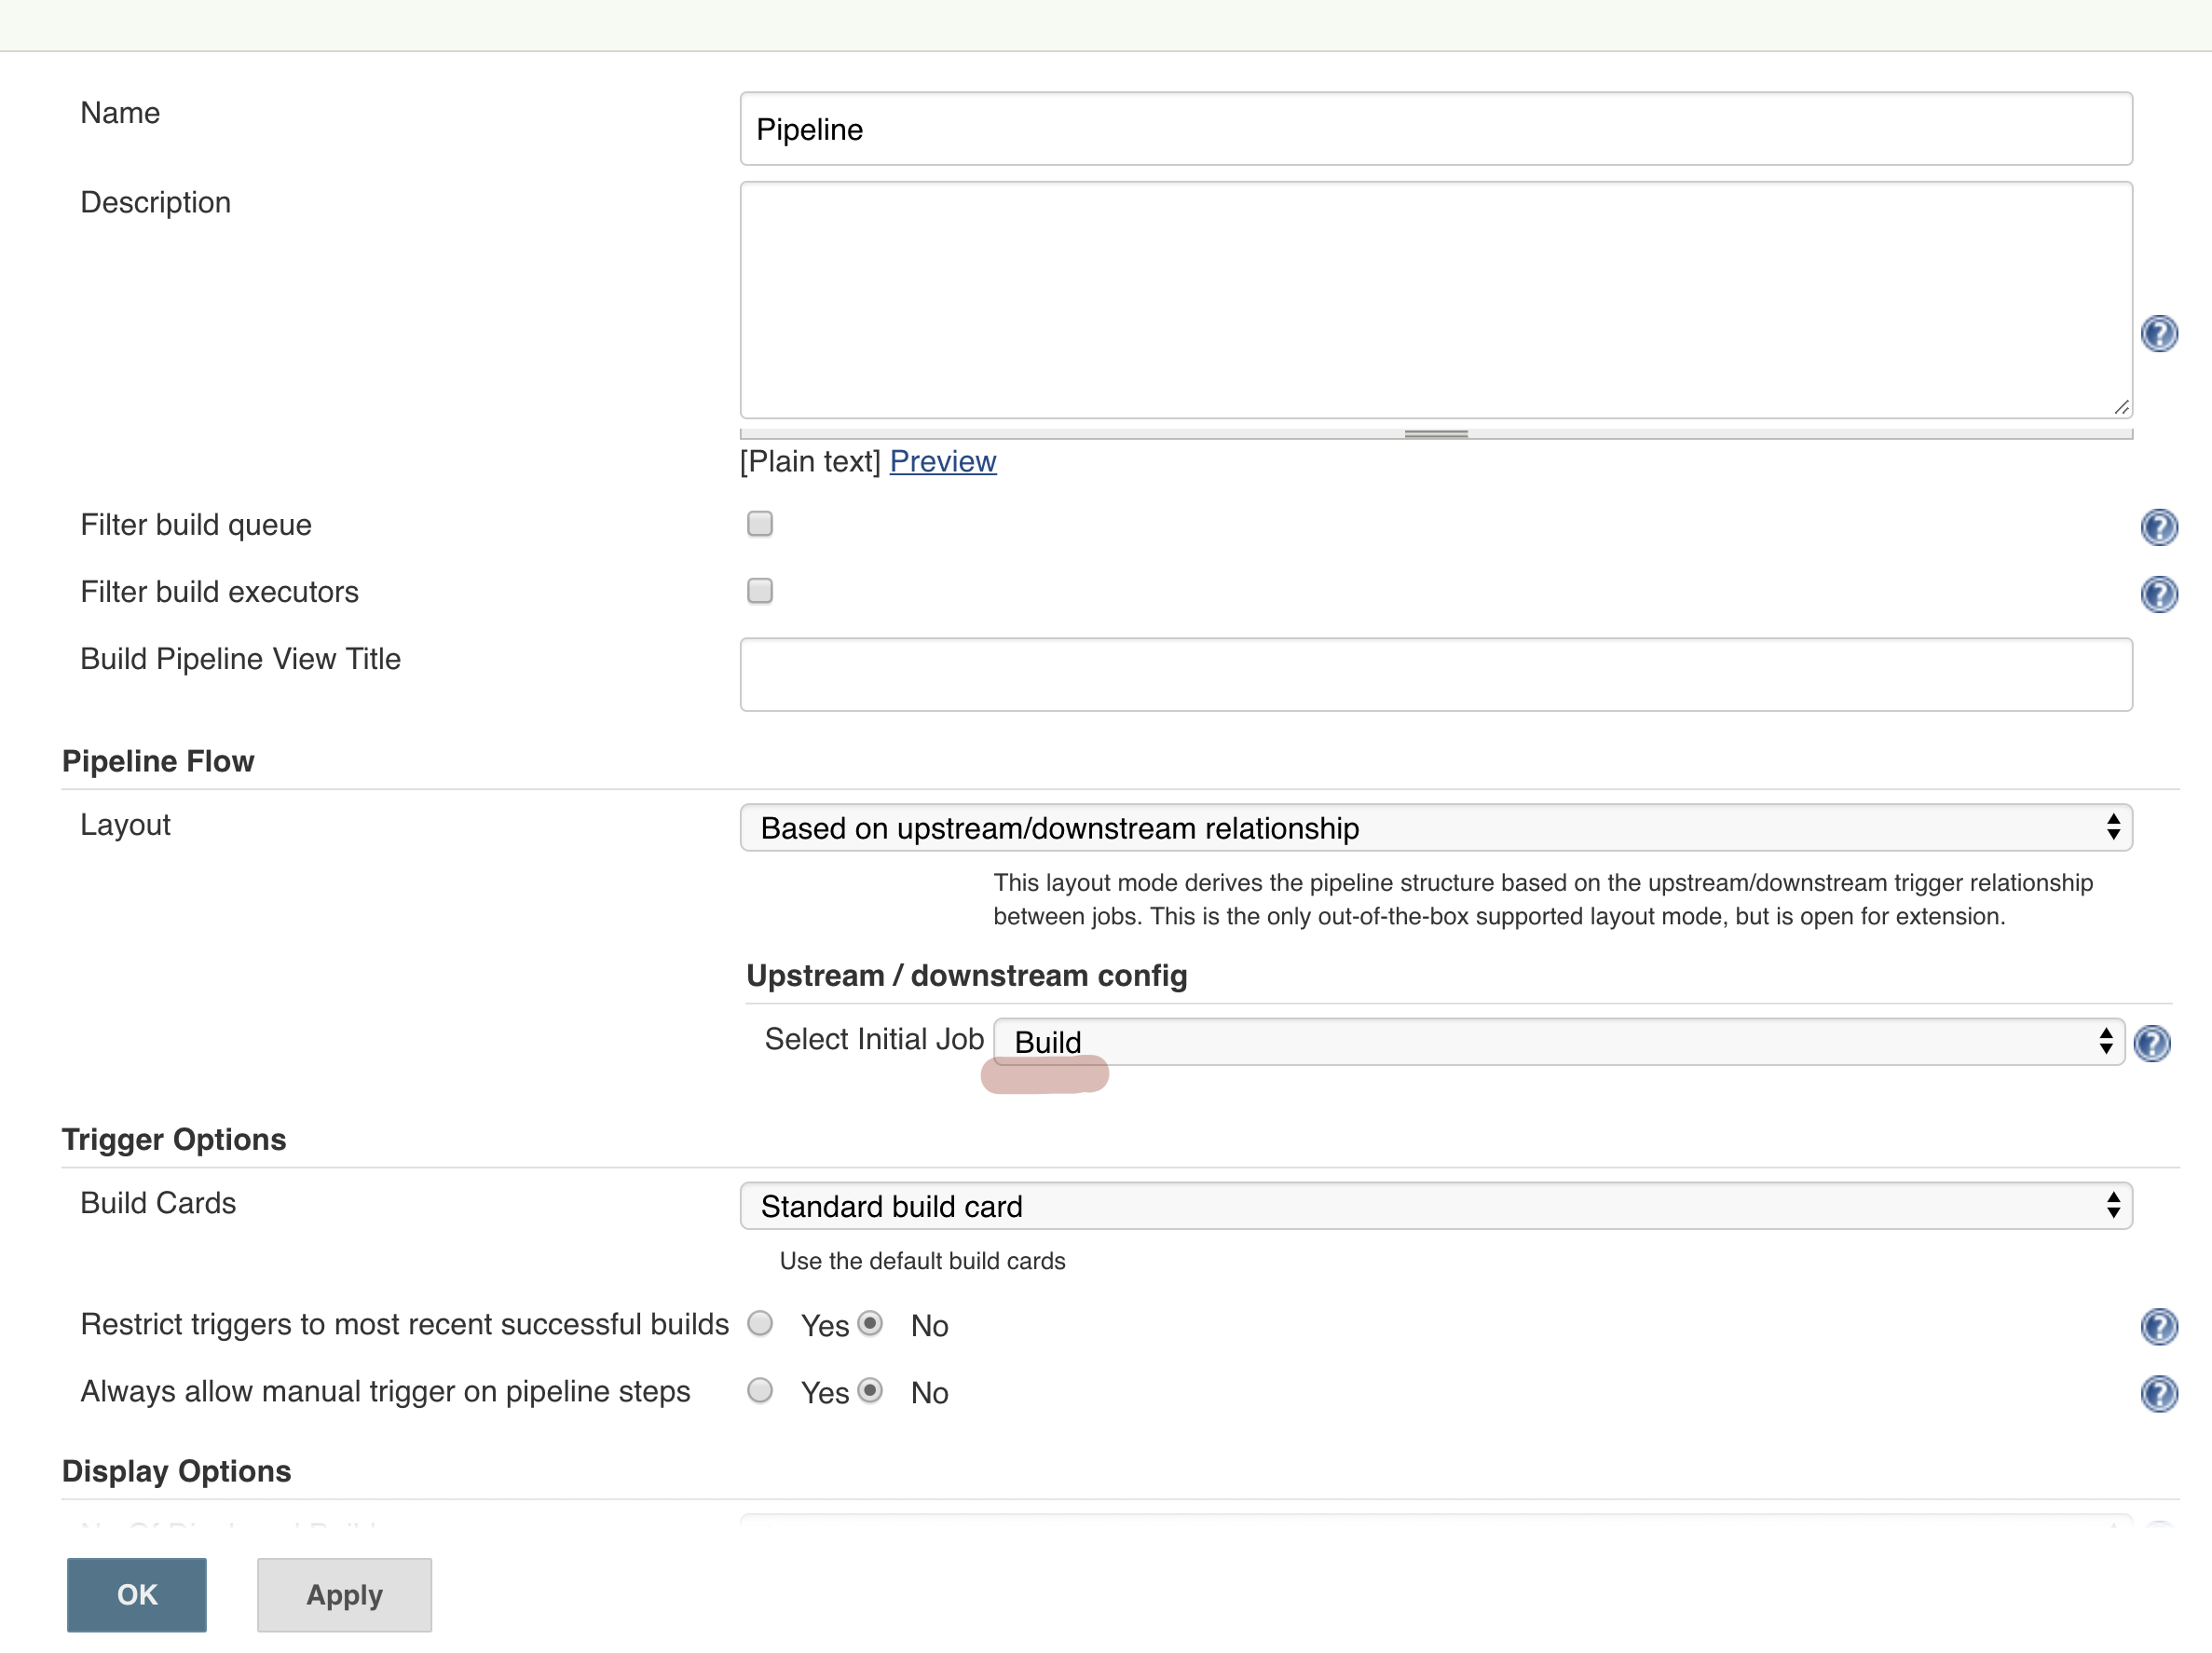 Name
Pipeline
Description
[Plain text] Preview
Filter build queue
Filter build executors
Build Pipeline View Title
Pipeline Flow
Layout
Based on upstream/downstream relationship
This layout mode derives the pipeline structure based on the upstream/downstream trigger relationship
between jobs. This is the only out-of-the-box supported layout mode, but is open for extension.
Upstream / downstream config
Select Initial Job
Build
Trigger Options
Build Cards
Standard build card
Use the default build cards
Restrict triggers to most recent successful builds Yes No
Always allow manual trigger on pipeline steps Yes No
Display Options
OK
Apply